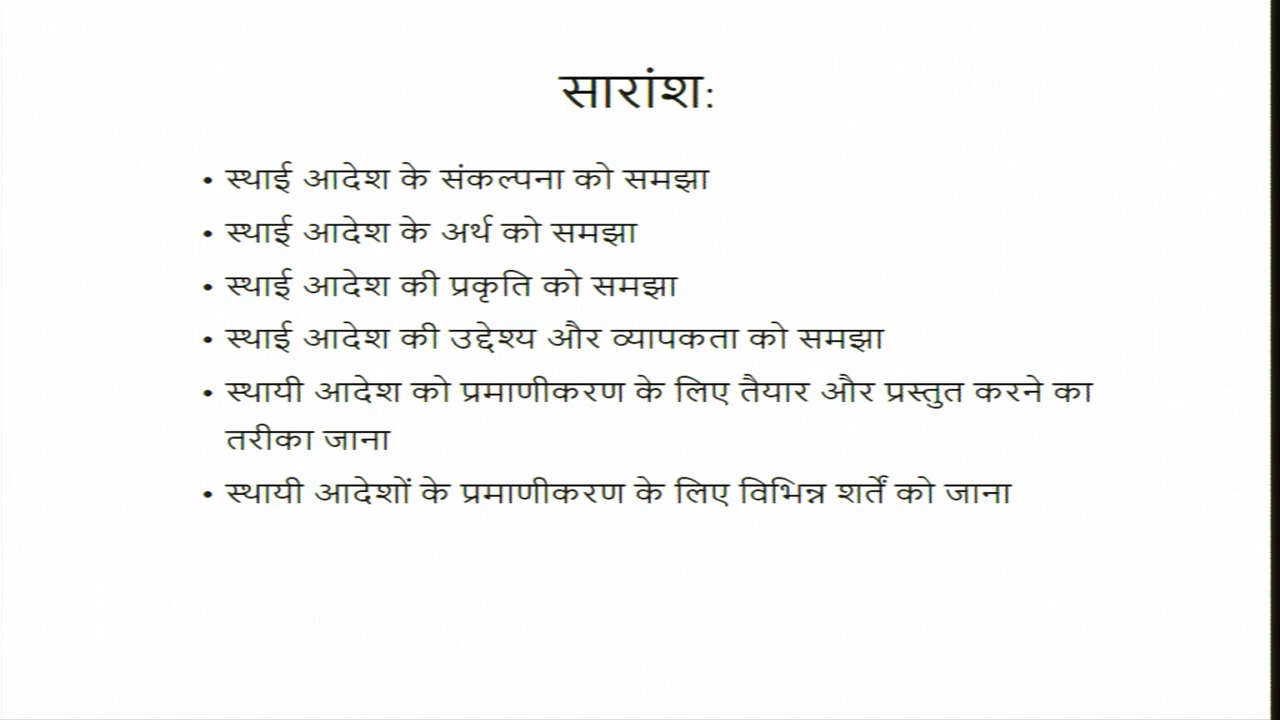 सारांश:
• स्थाई आदेश के संकल्पना को समझा
• स्थाई आदेश के अर्थ को समझा
• स्थाई आदेश की प्रकृति को समझा
• स्थाई आदेश की उद्देश्य और व्यापकता को समझा
• स्थायी आदेश को प्रमाणीकरण के लिए तैयार और प्रस्तुत करने का
तरीका जाना
• स्थायी आदेशों के प्रमाणीकरण के लिए विभिन्न शर्तें को जाना